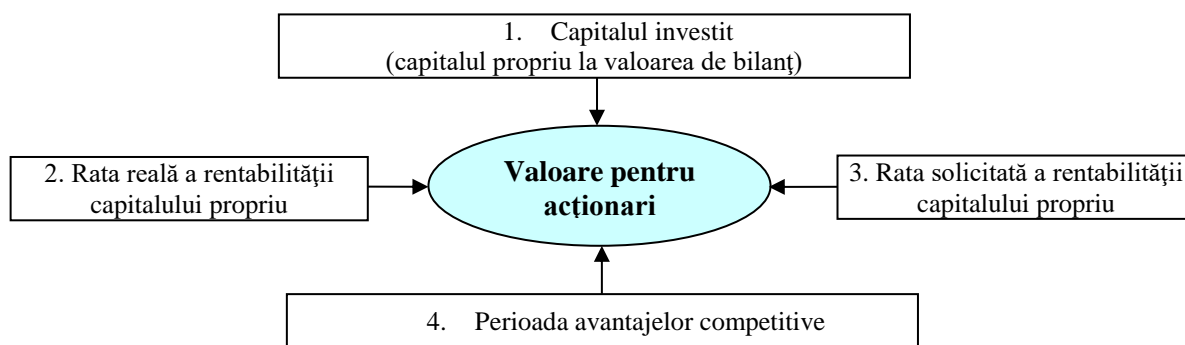 1. Capitalul investit
(capitalul propriu la valoarea de bilanţ)
2. Rata reală a rentabilităţii
capitalului propriu
Valoare pentru
acţionari
3. Rata solicitată a rentabilităţii
capitalului propriu
4. Perioada avantajelor competitive